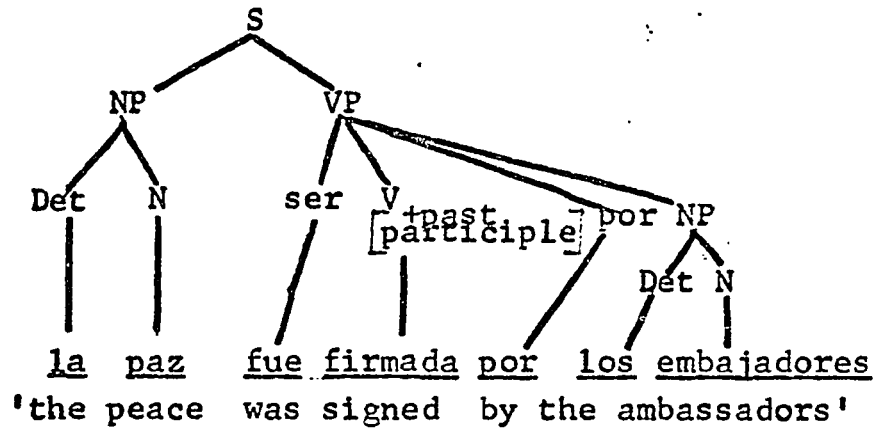 S
NP VP
Det N ser V
+past
[participle] por NP
Det N
la paz fue firmada por los embajadores
'the peace was signed by the ambassadors'